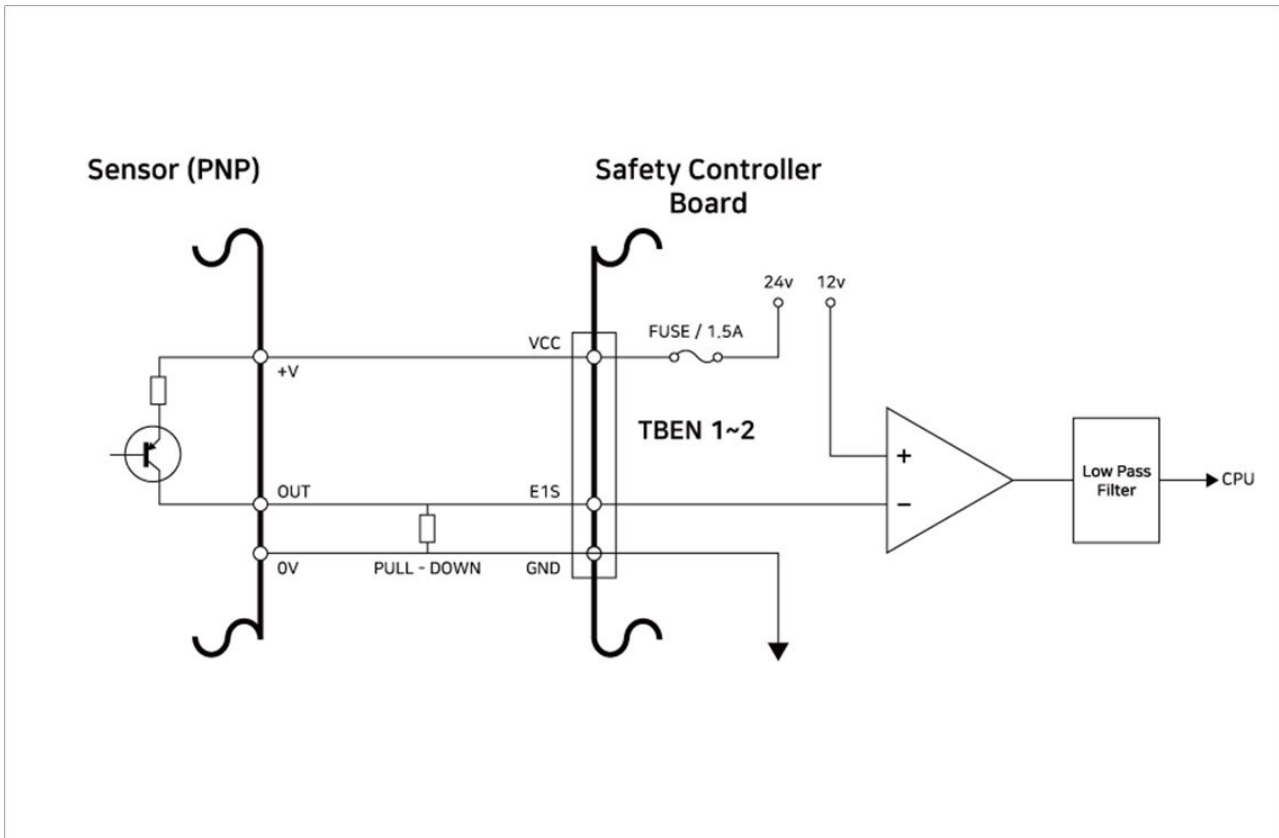 Sensor (PNP)
Safety Controller
Board
24v
12v
FUSE / 1.5A
VCC
+V
TBEN 1~2
+
Low Pass
Filter
CPU
OUT
E1S
−
0V
PULL - DOWN
GND